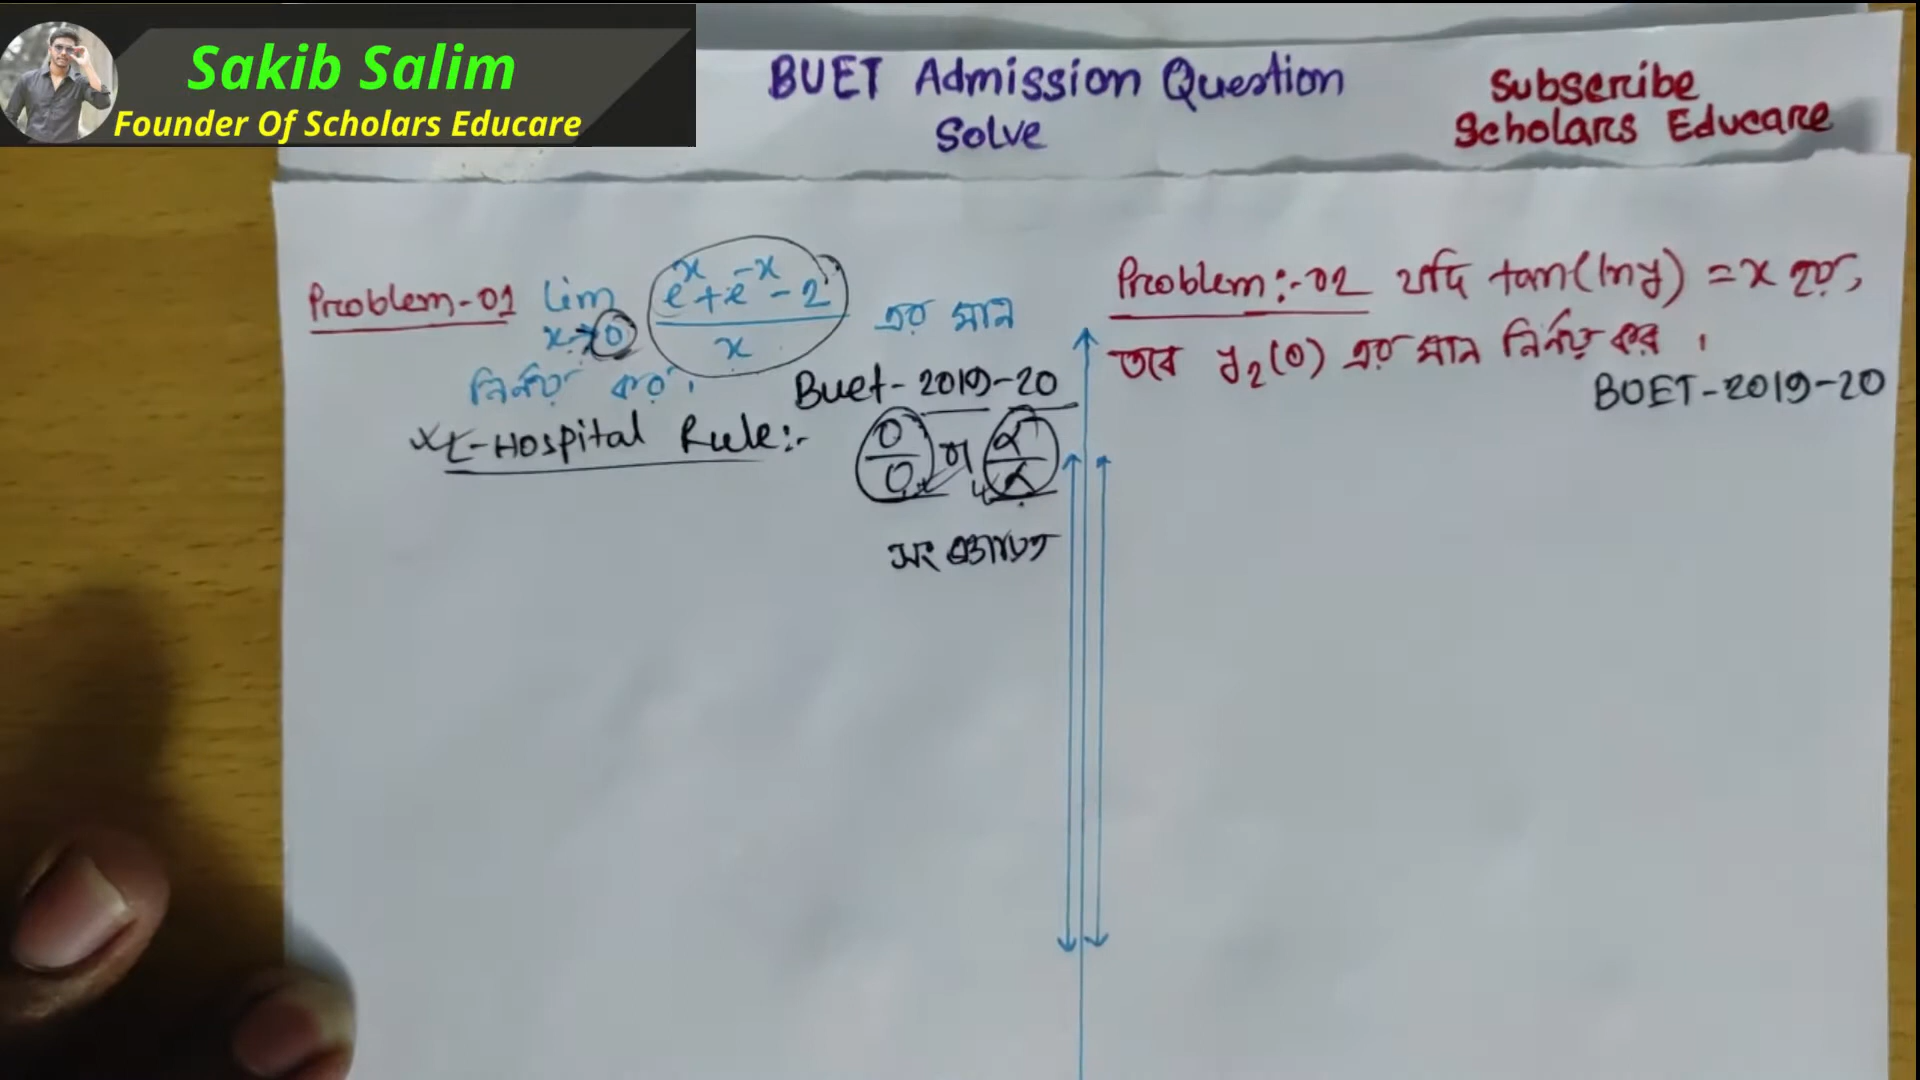 Sakib Salim
Founder Of Scholars Educare
BUET Admission Question
Solve
Subscribe
Scholars Educare
Problem-01 lim x→0 (e^x + e^-x - 2) / x এর মান
নির্ণয় কর।
Buet-2019-20
L-Hospital Rule:-
0/0 বা α/α
Problem:-02 যদি tan(lny) = x হয়,
তবে y₂(0) এর মান নির্ণয় কর।
BUET-2019-20